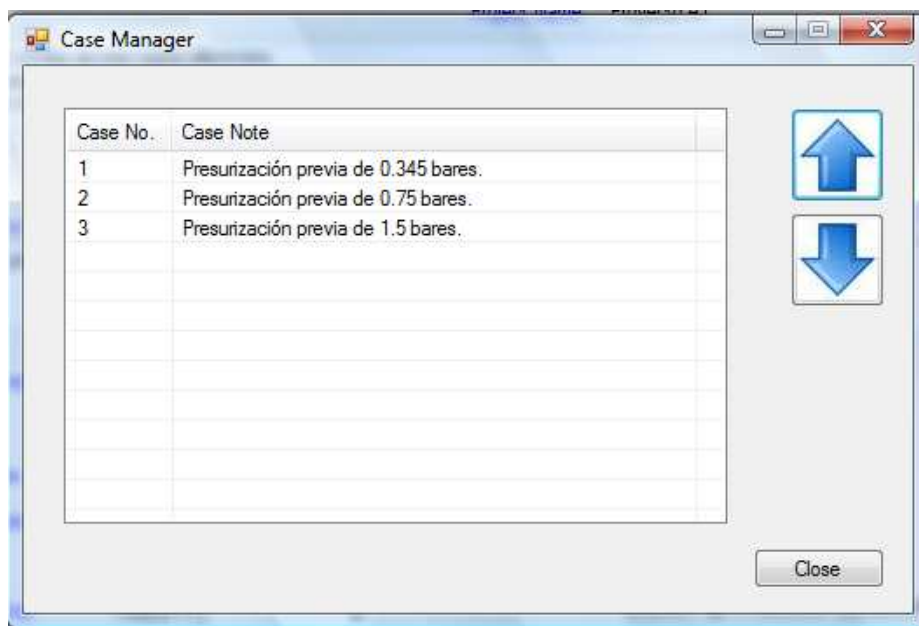 Case Manager
Case No. Case Note
1 Presurización previa de 0.345 bares.
2 Presurización previa de 0.75 bares.
3 Presurización previa de 1.5 bares.
Close